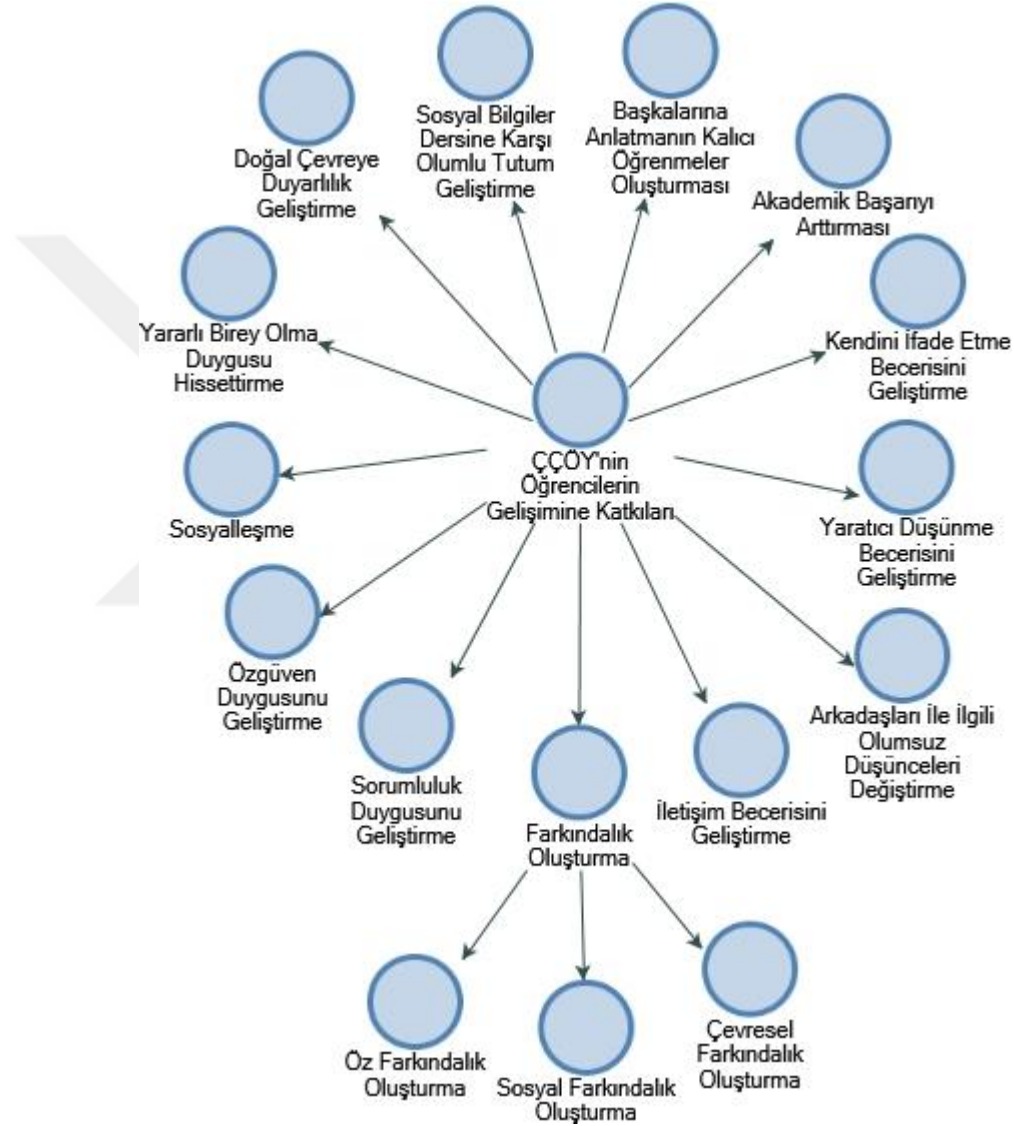 Doğal Çevreye
Duyarlılık
Geliştirme
Sosyal Bilgiler
Dersine Karşı
Olumlu Tutum
Geliştirme
Başkalarına
Anlatmanın Kalıcı
Öğrenmeler
Oluşturması
Akademik Başarıyı
Arttırması
Yararlı Birey Olma
Duygusu
Hissettirme
Kendini İfade Etme
Becerisini
Geliştirme
ÇÇÖY'nin
Öğrencilerin
Gelişimine Katkıları
Sosyalleşme
Yaratıcı Düşünme
Becerisini
Geliştirme
Özgüven
Duygusunu
Geliştirme
Arkadaşları İle İlgili
Olumsuz
Düşünceleri
Değiştirme
Sorumluluk
Duygusunu
Geliştirme
Farkındalık
Oluşturma
İletişim Becerisini
Geliştirme
Öz Farkındalık
Oluşturma
Sosyal Farkındalık
Oluşturma
Çevresel
Farkındalık
Oluşturma